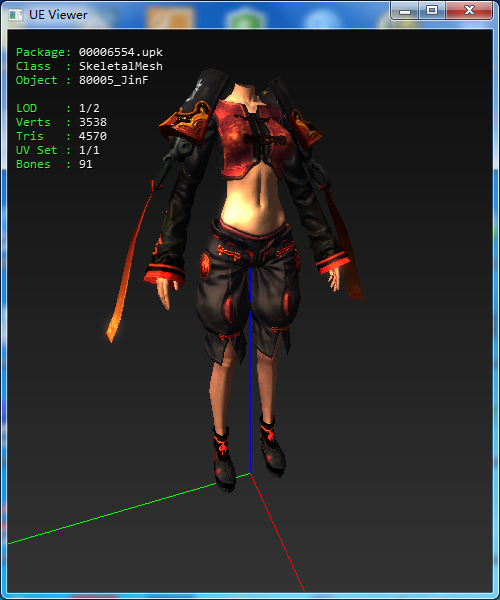 UE Viewer
Package: 00006554.upk
Class : SkeletalMesh
Object : 80005_JinF
LOD : 1/2
Verts : 3538
Tris : 4570
UV Set : 1/1
Bones : 91